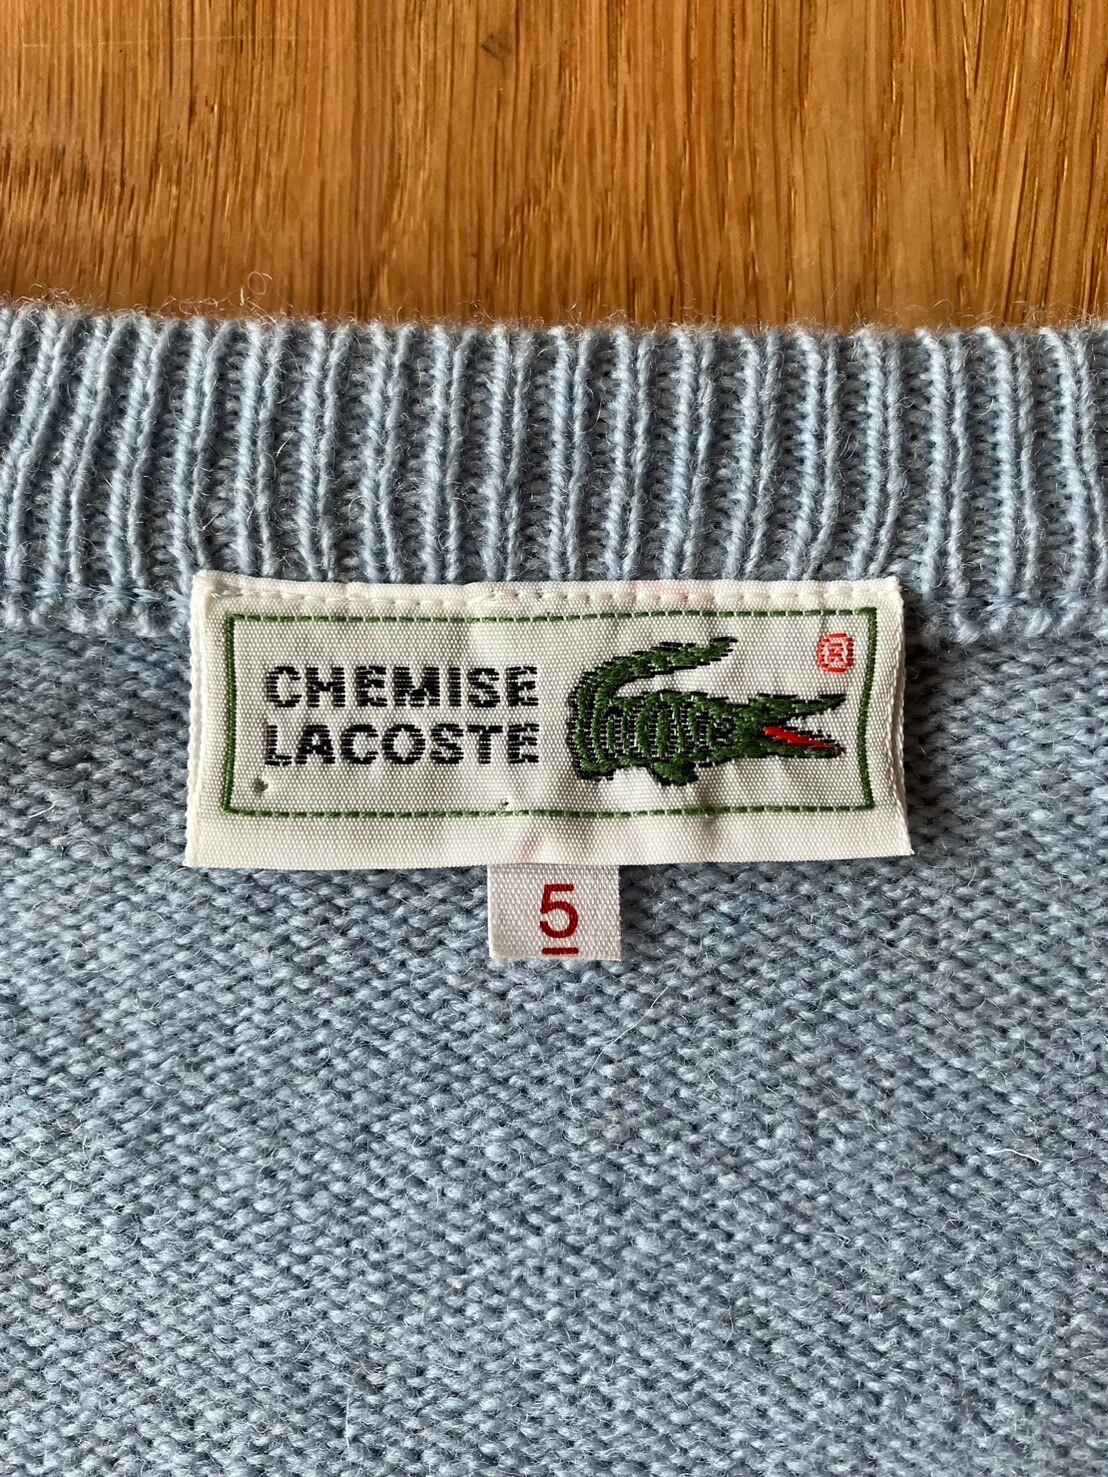 CHEMISE
LACOSTE
®
5